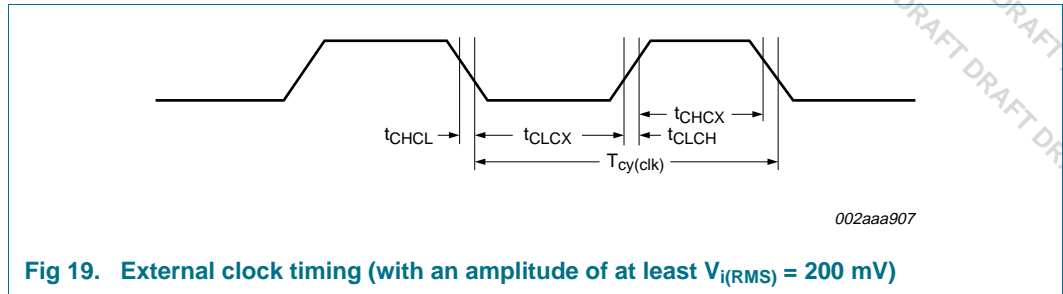 DRAFT DRAFT
DRAFT DRA
tCHCX
tCHCL
tCLCX
tCLCH
Tcy(clk)
002aaa907
Fig 19. External clock timing (with an amplitude of at least Vi(RMS) = 200 mV)